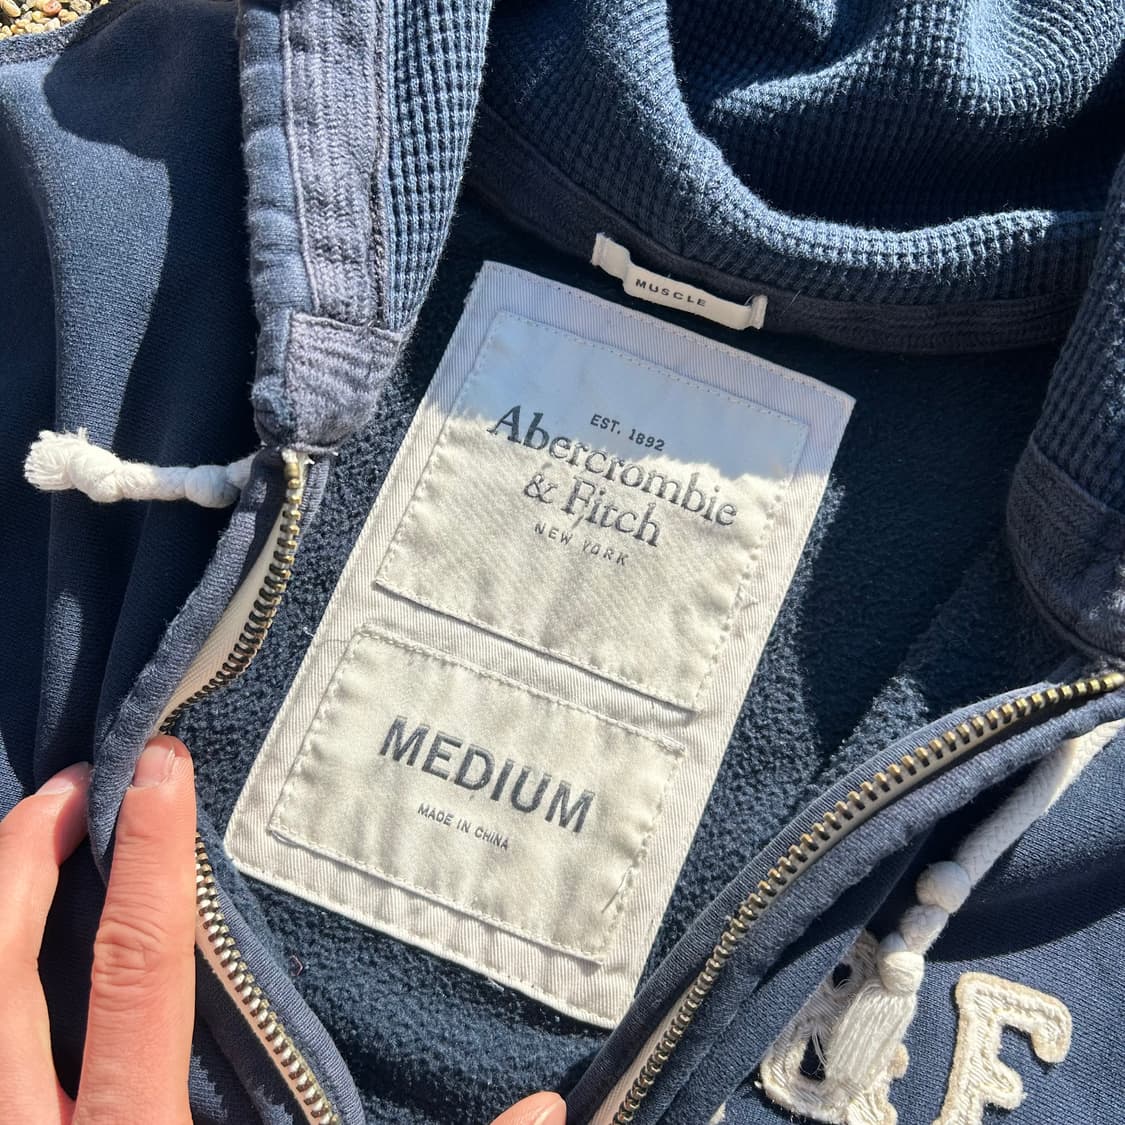 MUSCLE
EST. 1892
Abercrombie
& Fitch
NEW YORK
MEDIUM
MADE IN CHINA
& F